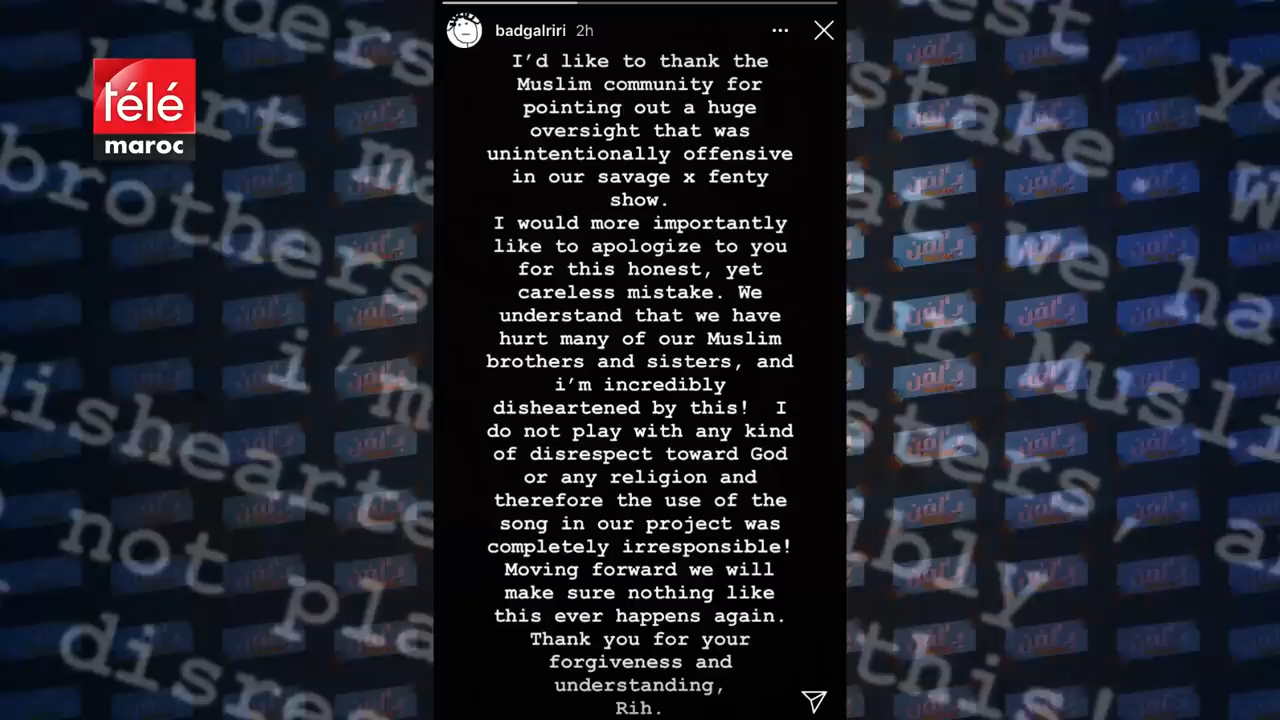 télé
maroc
badgalriri 2h
I’d like to thank the
Muslim community for
pointing out a huge
oversight that was
unintentionally offensive
in our savage x fenty
show.
I would more importantly
like to apologize to you
for this honest, yet
careless mistake. We
understand that we have
hurt many of our Muslim
brothers and sisters, and
i’m incredibly
disheartened by this!  I
do not play with any kind
of disrespect toward God
or any religion and
therefore the use of the
song in our project was
completely irresponsible!
Moving forward we will
make sure nothing like
this ever happens again.
Thank you for your
forgiveness and
understanding,
Rih.